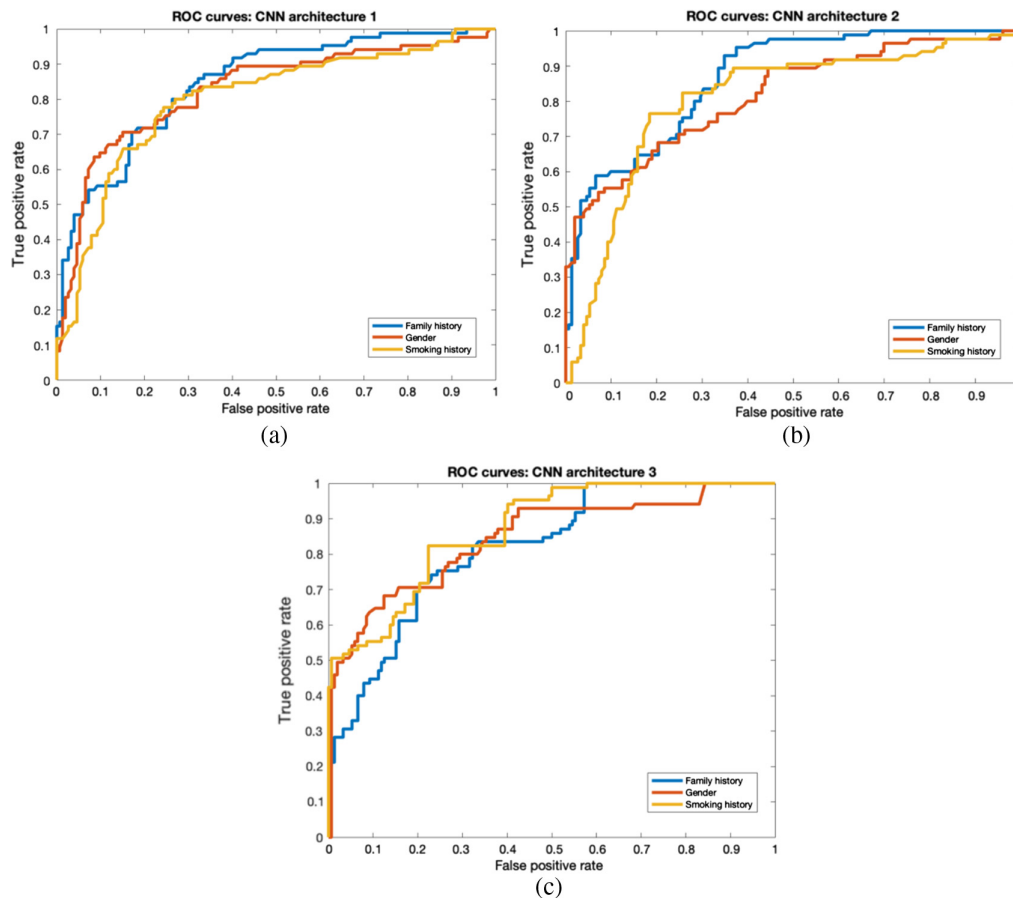 ROC curves: CNN architecture 1
1
0.9
0.8
0.7
0.6
0.5
0.4
0.3
0.2
0.1
0
True positive rate
Family history
Gender
Smoking history
0 0.1 0.2 0.3 0.4 0.5 0.6 0.7 0.8 0.9 1
False positive rate
(a)
ROC curves: CNN architecture 2
1
0.9
0.8
0.7
0.6
0.5
0.4
0.3
0.2
0.1
0
True positive rate
Family history
Gender
Smoking history
0 0.1 0.2 0.3 0.4 0.5 0.6 0.7 0.8 0.9
False positive rate
(b)
ROC curves: CNN architecture 3
1
0.9
0.8
0.7
0.6
0.5
0.4
0.3
0.2
0.1
0
True positive rate
Family history
Gender
Smoking history
0 0.1 0.2 0.3 0.4 0.5 0.6 0.7 0.8 0.9 1
False positive rate
(c)